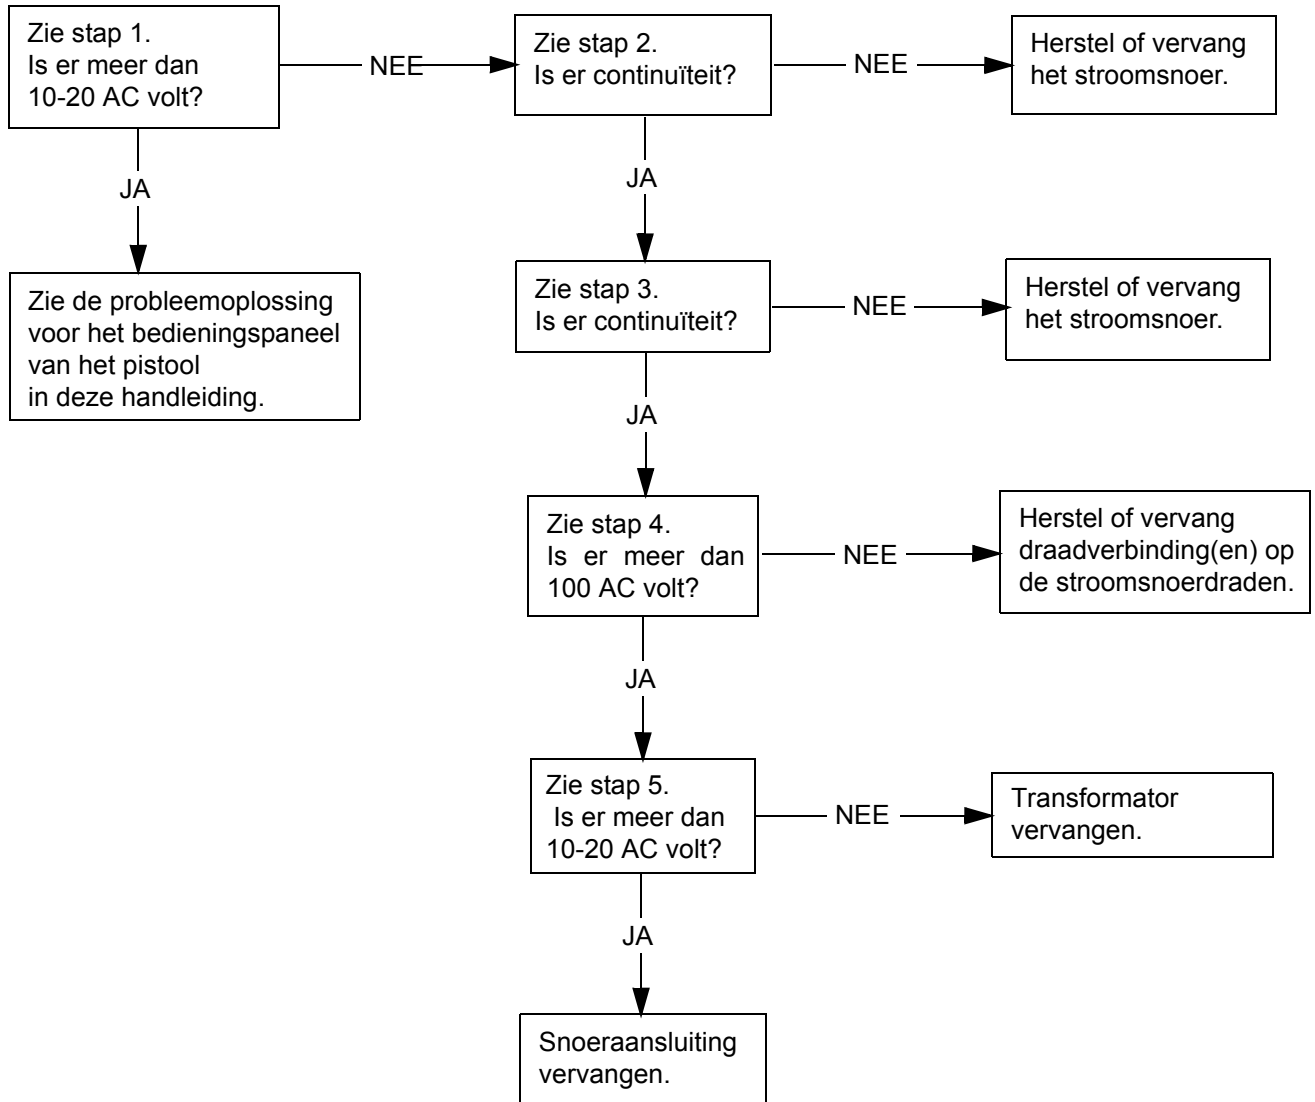 Zie stap 1.
Is er meer dan
10-20 AC volt?
NEE
Zie stap 2.
Is er continuïteit?
NEE
Herstel of vervang
het stroomsnoer.
JA
JA
Zie de probleemoplossing
voor het bedieningspaneel
van het pistool
in deze handleiding.
Zie stap 3.
Is er continuïteit?
NEE
Herstel of vervang
het stroomsnoer.
JA
Zie stap 4.
Is er meer dan
100 AC volt?
NEE
Herstel of vervang
draadverbinding(en) op
de stroomsnoerdraden.
JA
Zie stap 5.
Is er meer dan
10-20 AC volt?
NEE
Transformator
vervangen.
JA
Snoeraansluiting
vervangen.